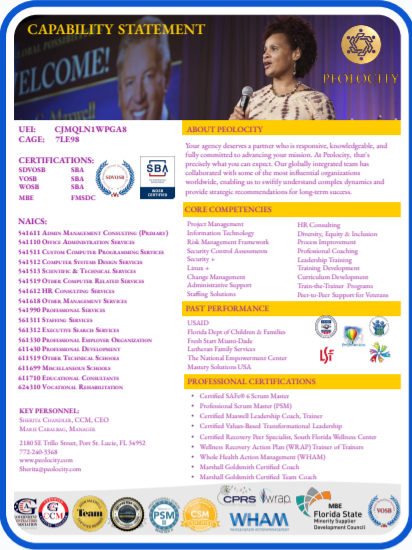 CAPABILITY STATEMENT
WELCOME!
PEOLOCITY
UEI: CJMQLN1WPGA8
CAGE: 7LE98
CERTIFICATIONS:
SDVOSB SBA
VOSB SBA
WOSB SBA
MBE FMSDC
SDVOSB
SBA
WOSB
CERTIFIED
NAICS:
541611 Admin Management Consulting (Primary)
541110 Office Administration Services
541511 Custom Computer Programming Services
541512 Computer Systems Design Services
541513 Scientific & Technical Services
541519 Other Computer Related Services
541612 HR Consulting Services
541618 Other Management Services
541990 Professional Services
561311 Staffing Services
561312 Executive Search Services
561330 Professional Employer Organization
611430 Professional Development
611519 Other Technical Schools
611699 Miscellaneous Schools
611710 Educational Consultants
624310 Vocational Rehabilitation
KEY PERSONNEL:
Sherita Chandler, CCM, CEO
Marie Cabalbag, Manager
2180 SE Trillo Street, Port St. Lucie, FL 34952
772-240-3368
www.peolocity.com
Sherita@peolocity.com
ABOUT PEOLOCITY
Your agency deserves a partner who is responsive, knowledgeable, and
fully committed to advancing your mission. At Peolocity, that's
precisely what you can expect. Our globally integrated team has
collaborated with some of the most influential organizations
worldwide, enabling us to swiftly understand complex dynamics and
provide strategic recommendations for long-term success.
CORE COMPETENCIES
Project Management
Information Technology
Risk Management Framework
Security Control Assessments
Security +
Linux +
Change Management
Administrative Support
Staffing Solutions
HR Consulting
Diversity, Equity & Inclusion
Process Improvement
Professional Coaching
Leadership Training
Training Development
Curriculum Development
Train-the-Trainer Programs
Peer-to-Peer Support for Veterans
PAST PERFORMANCE
USAID
Florida Dept of Children & Families
Fresh Start Miami-Dade
Lutheran Family Services
The National Empowerment Center
Mastery Solutions USA
LSF
PROFESSIONAL CERTIFICATIONS
• Certified SAFe® 6 Scrum Master
• Professional Scrum Master (PSM)
• Certified Maxwell Leadership Coach, Trainer
• Certified Values-Based Transformational Leadership
• Certified Recovery Peer Specialist, South Florida Wellness Center
• Wellness Recovery Action Plan (WRAP) Trainer of Trainers
• Whole Health Action Management (WHAM)
• Marshall Goldsmith Certified Coach
• Marshall Goldsmith Certified Team Coach
CCM
Team
PSM
II
CSM
CPRS
wrap.
WHAM
MBE
Florida State
Minority Supplier
Development Council
VOSB